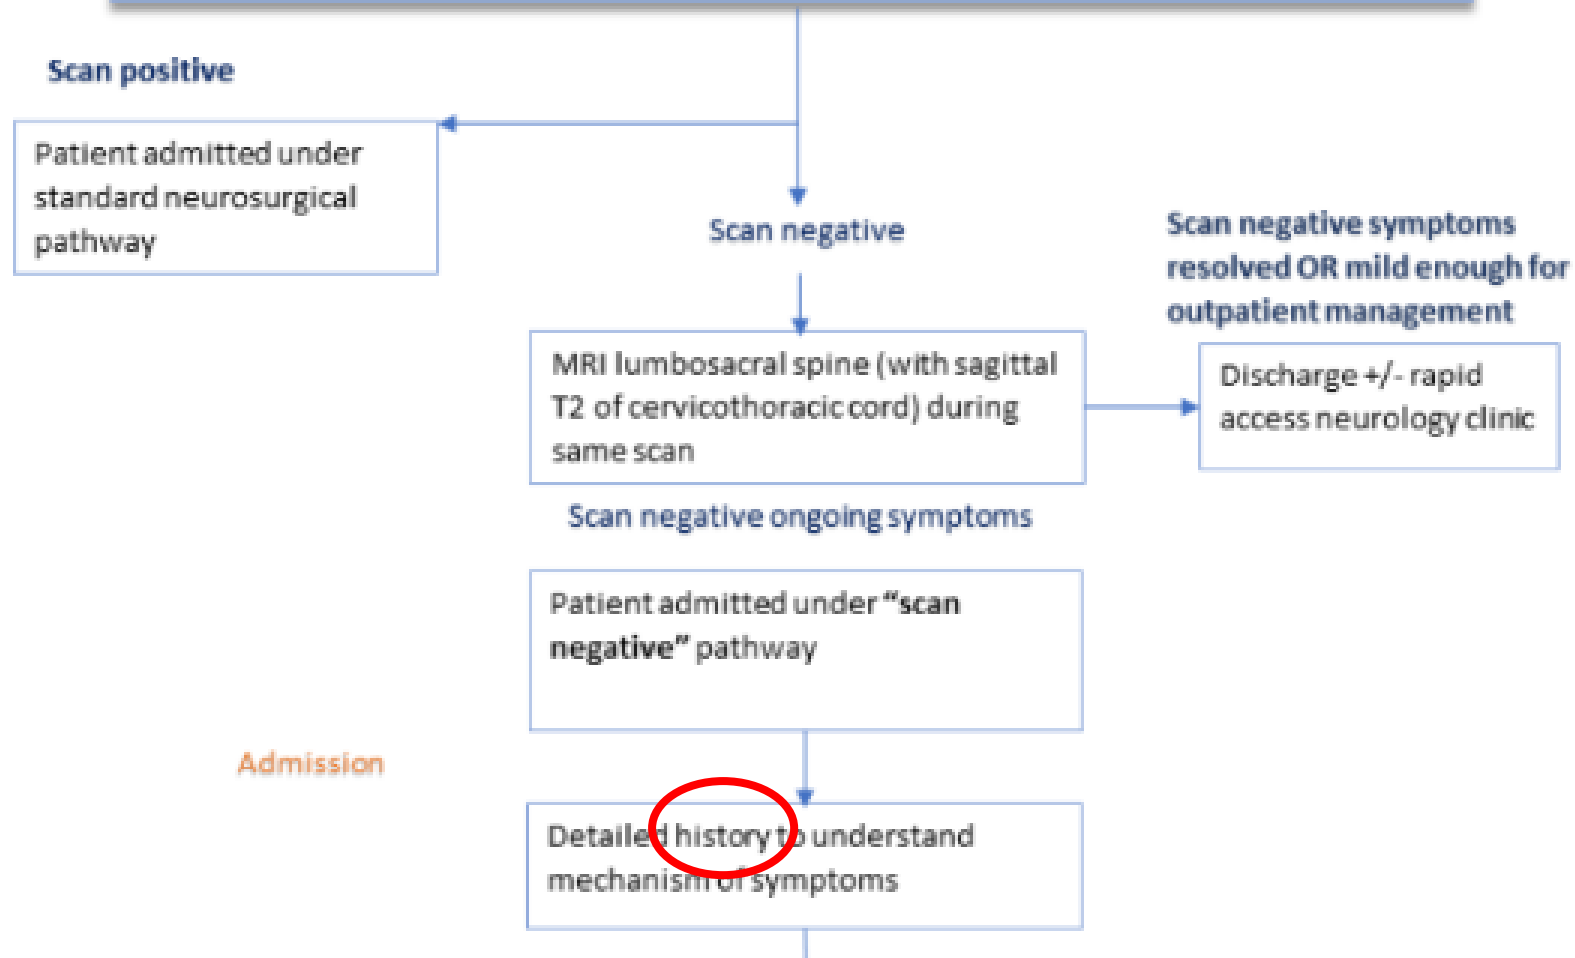 Scan positive
Patient admitted under
standard neurosurgical
pathway
Scan negative
Scan negative symptoms
resolved OR mild enough for
outpatient management
MRI lumbosacral spine (with sagittal
T2 of cervicothoracic cord) during
same scan
Discharge +/- rapid
access neurology clinic
Scan negative ongoing symptoms
Patient admitted under “scan
negative” pathway
Admission
Detailed history to understand
mechanism of symptoms